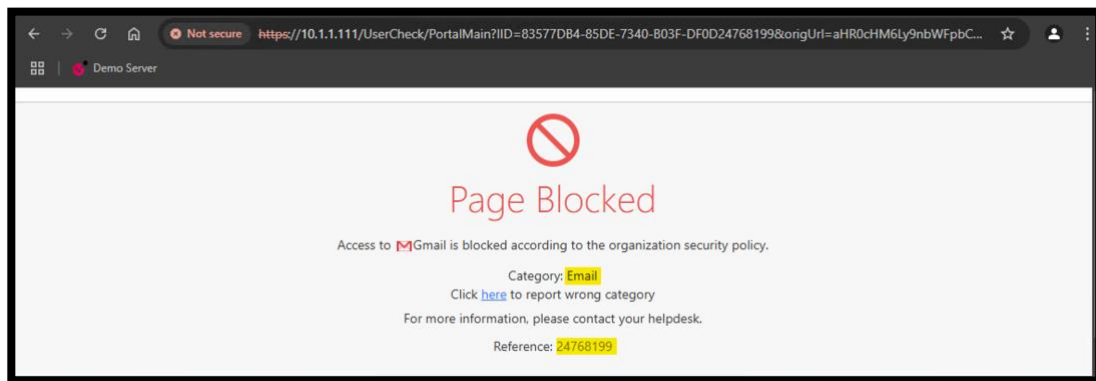 Not secure https://10.1.1.111/UserCheck/PortalMain?IID=83577DB4-85DE-7340-B03F-DF0D24768199&origUrl=aHR0cHM6Ly9nbWFpbC...
Demo Server
Page Blocked
Access to Gmail is blocked according to the organization security policy.
Category: Email
Click here to report wrong category
For more information, please contact your helpdesk.
Reference: 24768199